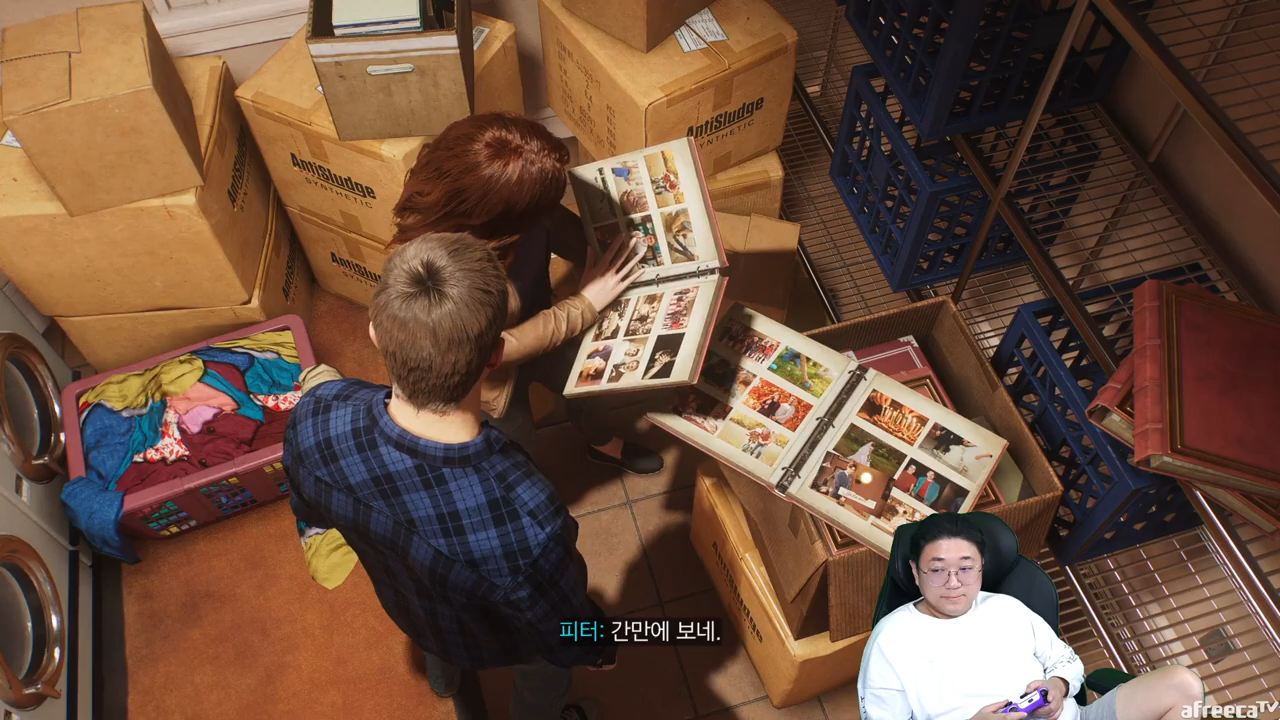 AntiSludge
SYNTHETIC
AntiSludge
SYNTHETIC
AntiSludge
피터: 간만에 보네.
afreecaTV